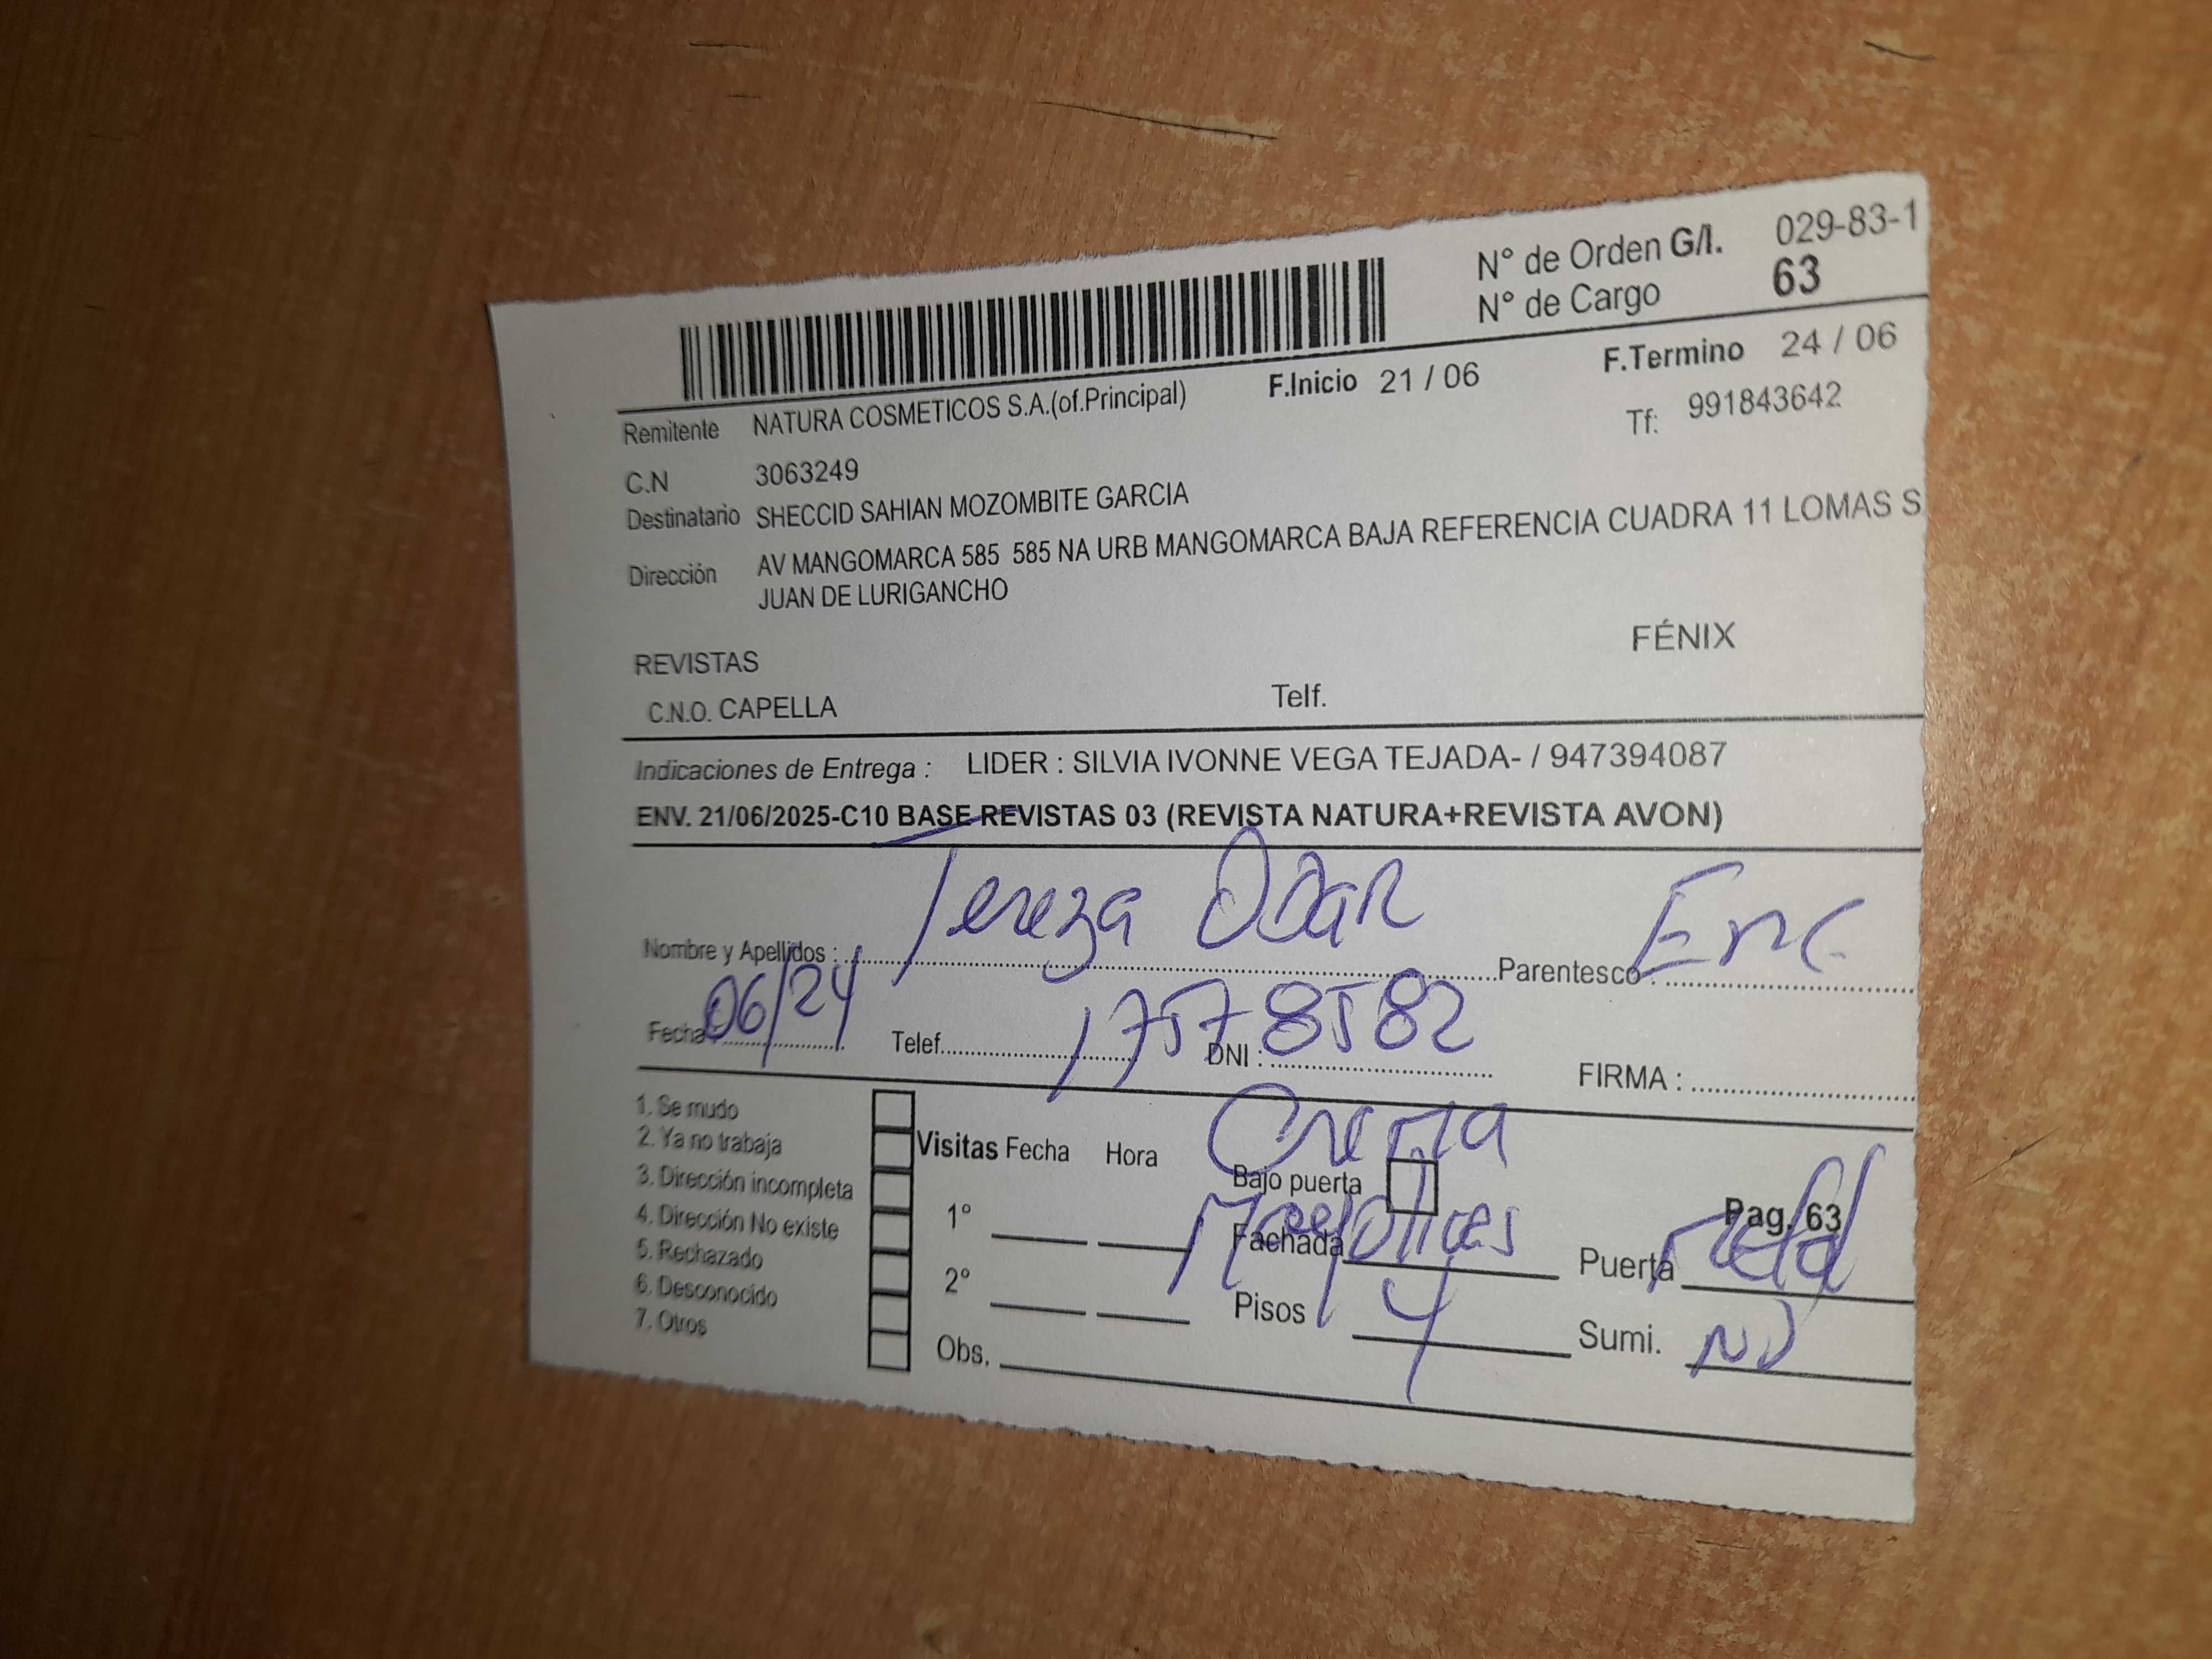 N° de Orden G/I. 029-83-1
N° de Cargo 63
F.Inicio 21 / 06 F.Termino 24 / 06
Remitente NATURA COSMETICOS S.A.(of.Principal) Tf: 991843642
C.N 3063249
Destinatario SHECCID SAHIAN MOZOMBITE GARCIA
Dirección AV MANGOMARCA 585 585 NA URB MANGOMARCA BAJA REFERENCIA CUADRA 11 LOMAS S
JUAN DE LURIGANCHO
REVISTAS FÉNIX
C.N.O. CAPELLA Telf.
Indicaciones de Entrega : LIDER : SILVIA IVONNE VEGA TEJADA- / 947394087
ENV. 21/06/2025-C10 BASE REVISTAS 03 (REVISTA NATURA+REVISTA AVON)
Nombre y Apellidos : Tereza Odar Parentesco : Enc
Fecha : 06/24 Telef. DNI : 17578582 FIRMA :
1. Se mudo
2. Ya no trabaja
3. Dirección incompleta
4. Dirección No existe
5. Rechazado
6. Desconocido
7. Otros
Visitas Fecha Hora
1°
2°
Obs.
Crema
Bajo puerta
Mayolicas
Fachada
Pisos 4
Pag. 63
Puerta
Sumi. NV